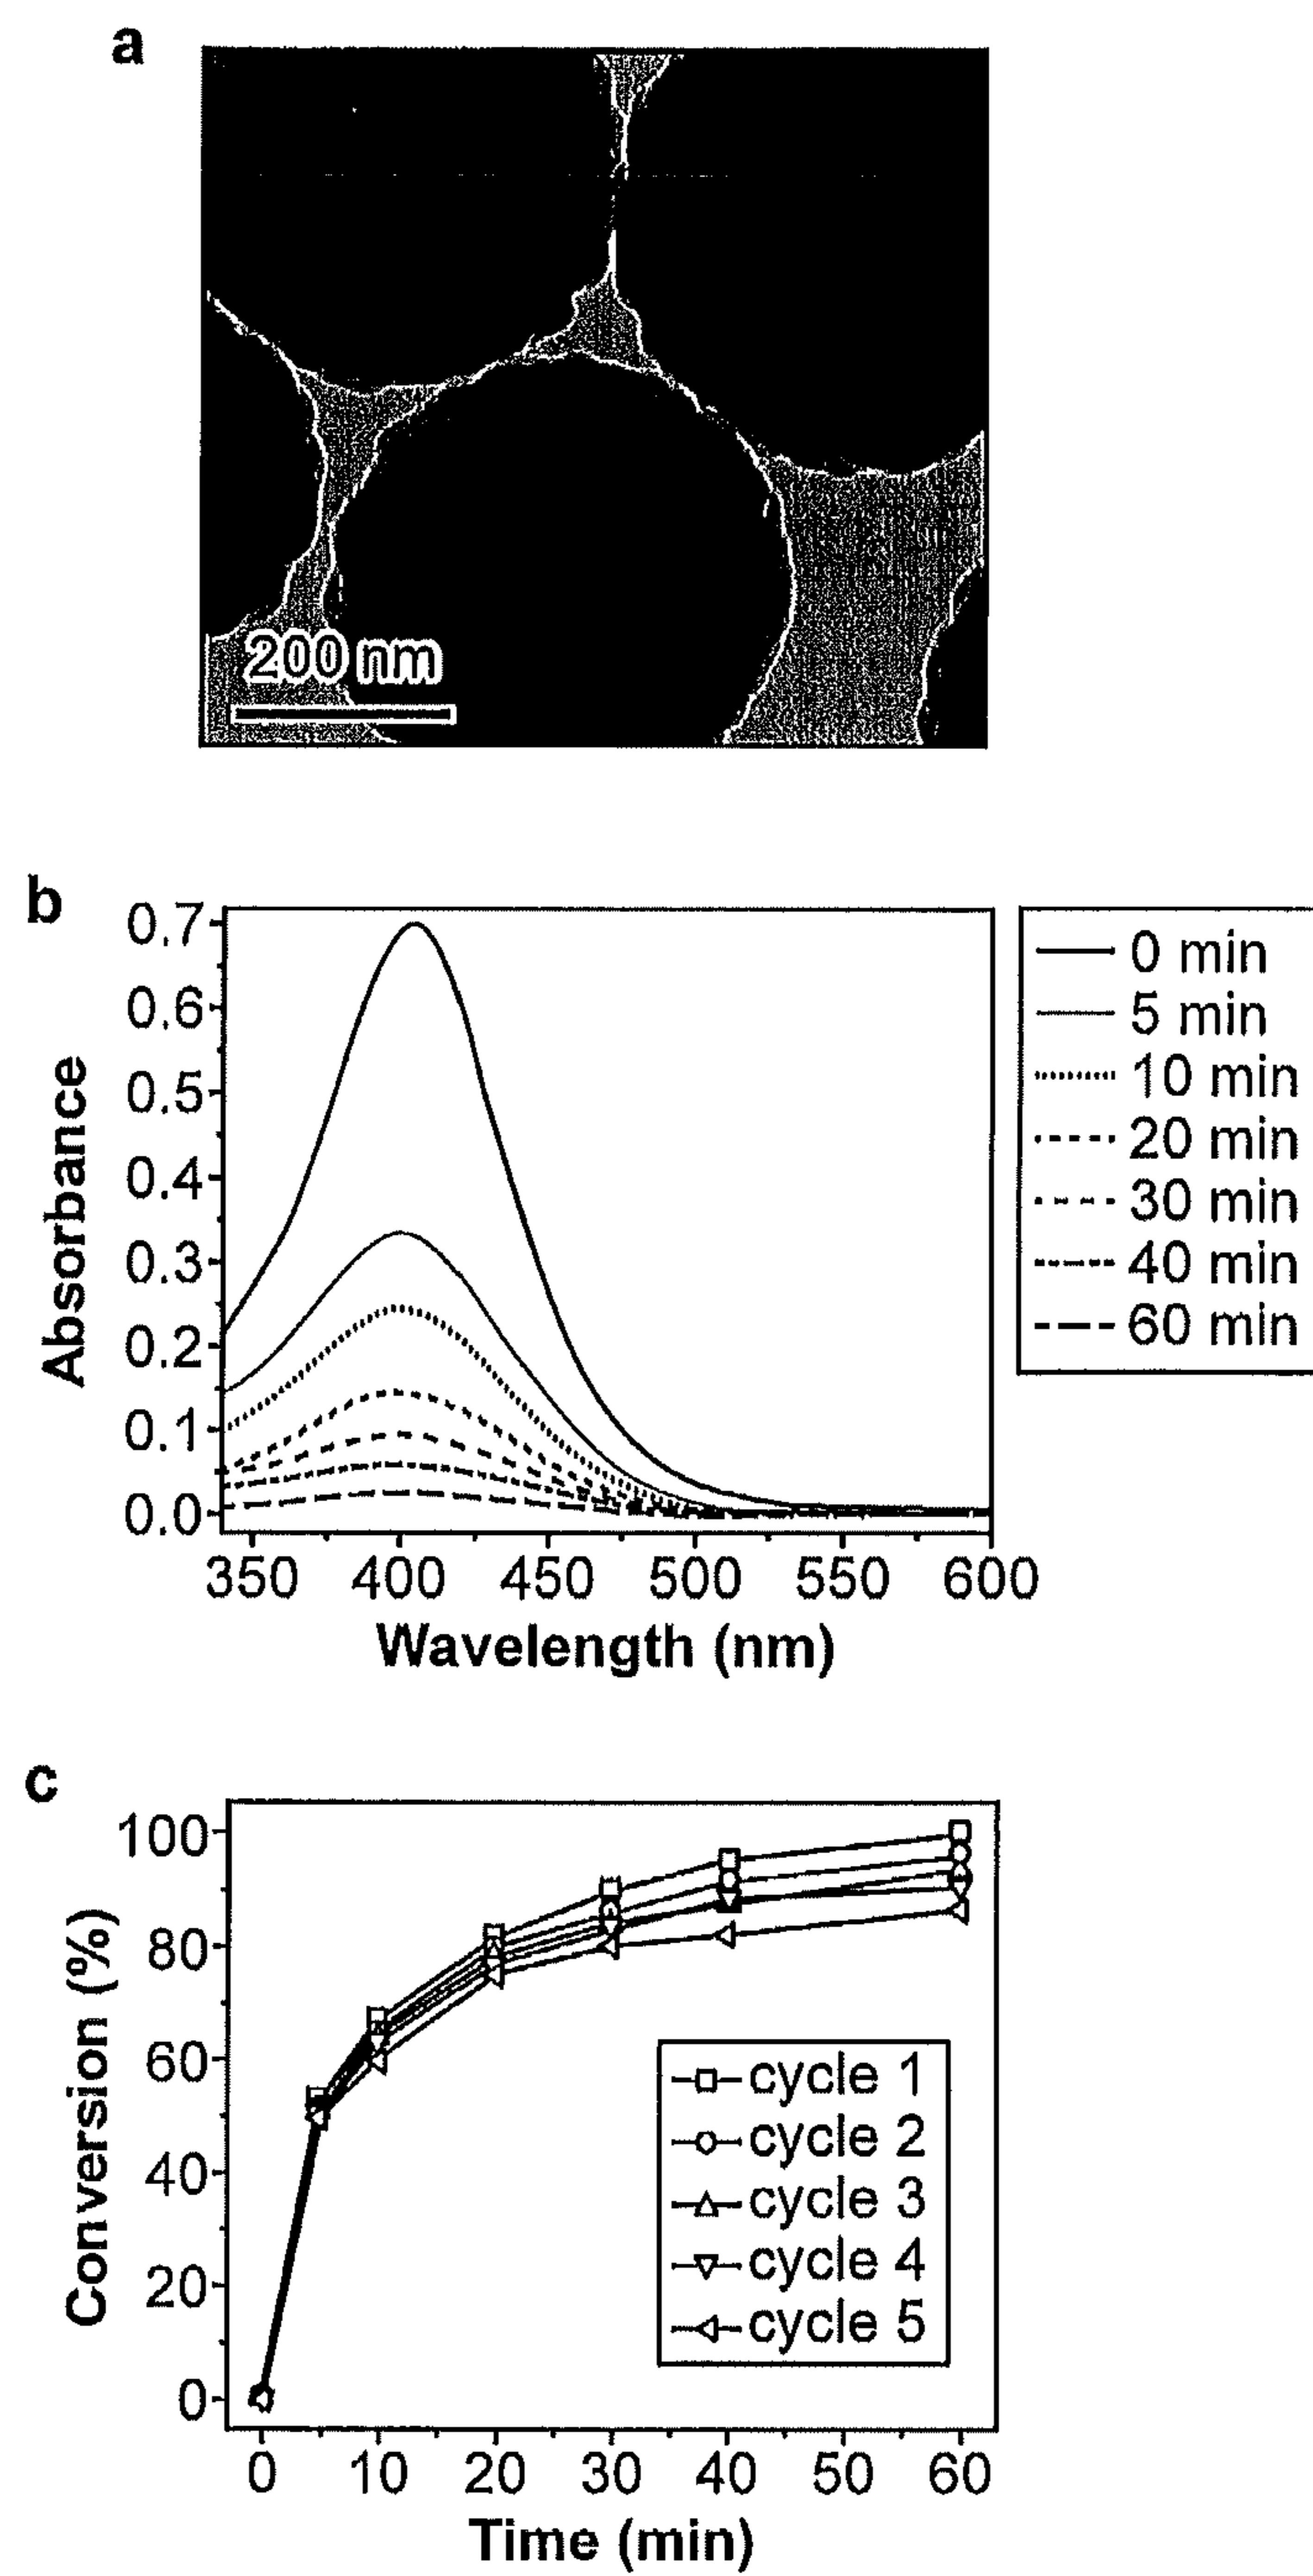 a
200 nm
b
0.7
0.6
0.5
0.4
0.3
0.2
0.1
0.0
Absorbance
350 400 450 500 550 600
Wavelength (nm)
0 min
5 min
10 min
20 min
30 min
40 min
60 min
c
100
80
60
40
20
0
Conversion (%)
cycle 1
cycle 2
cycle 3
cycle 4
cycle 5
0 10 20 30 40 50 60
Time (min)